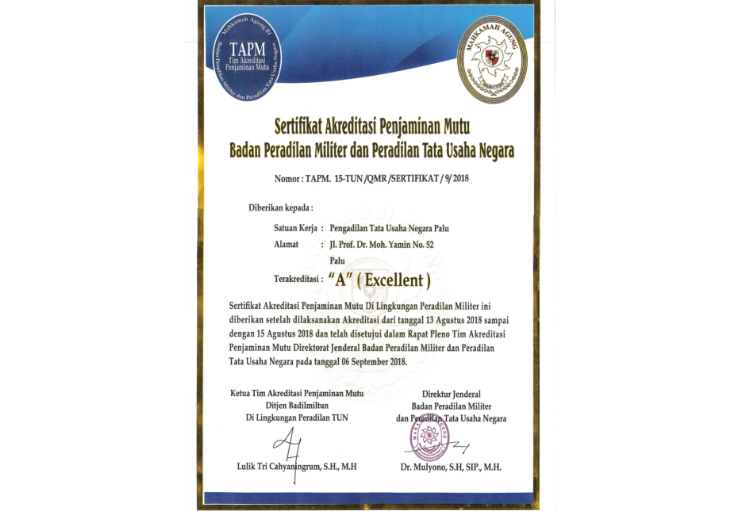 Mahkamah Agung RI
TAPM
Tim Akreditasi
Penjaminan Mutu
Badan Peradilan Militer dan Peradilan Tata Usaha Negara
MAHKAMAH AGUNG
Sertifikat Akreditasi Penjaminan Mutu
Badan Peradilan Militer dan Peradilan Tata Usaha Negara
Nomor : TAPM. 15-TUN /QMR /SERTIFIKAT / 9/ 2018
Diberikan kepada :
Satuan Kerja : Pengadilan Tata Usaha Negara Palu
Alamat : Jl. Prof. Dr. Moh. Yamin No. 52
Palu
Terakreditasi : "A" ( Excellent )
Sertifikat Akreditasi Penjaminan Mutu Di Lingkungan Peradilan Militer ini
diberikan setelah dilaksanakan Akreditasi dari tanggal 13 Agustus 2018 sampai
dengan 15 Agustus 2018 dan telah disetujui dalam Rapat Pleno Tim Akreditasi
Penjaminan Mutu Direktorat Jenderal Badan Peradilan Militer dan Peradilan
Tata Usaha Negara pada tanggal 06 September 2018.
Ketua Tim Akreditasi Penjaminan Mutu
Ditjen Badilmiltun
Di Lingkungan Peradilan TUN
Lulik Tri Cahyaningrum, S.H., M.H
Direktur Jenderal
Badan Peradilan Militer
dan Peradilan Tata Usaha Negara
Dr. Mulyono, S.H, SIP., M.H.